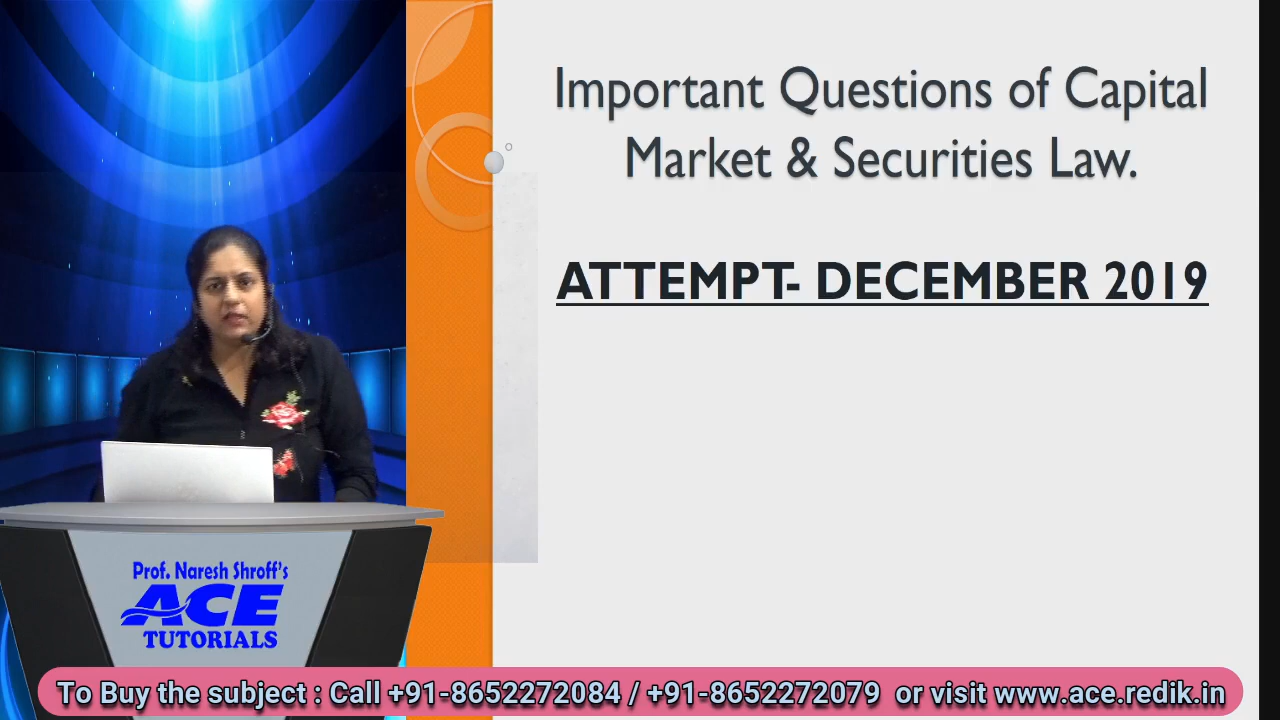 Important Questions of Capital
Market & Securities Law.
ATTEMPT- DECEMBER 2019
Prof. Naresh Shroff's
ACE
TUTORIALS
To Buy the subject : Call +91-8652272084 / +91-8652272079 or visit www.ace.redik.in